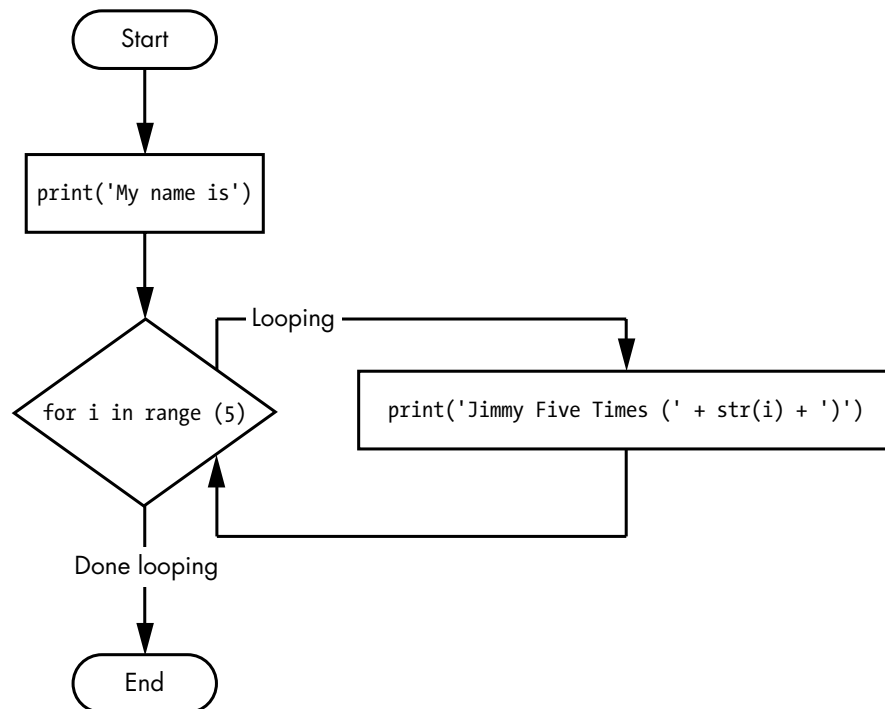 Start
print('My name is')
Looping
for i in range (5)
print('Jimmy Five Times (' + str(i) + ')')
Done looping
End